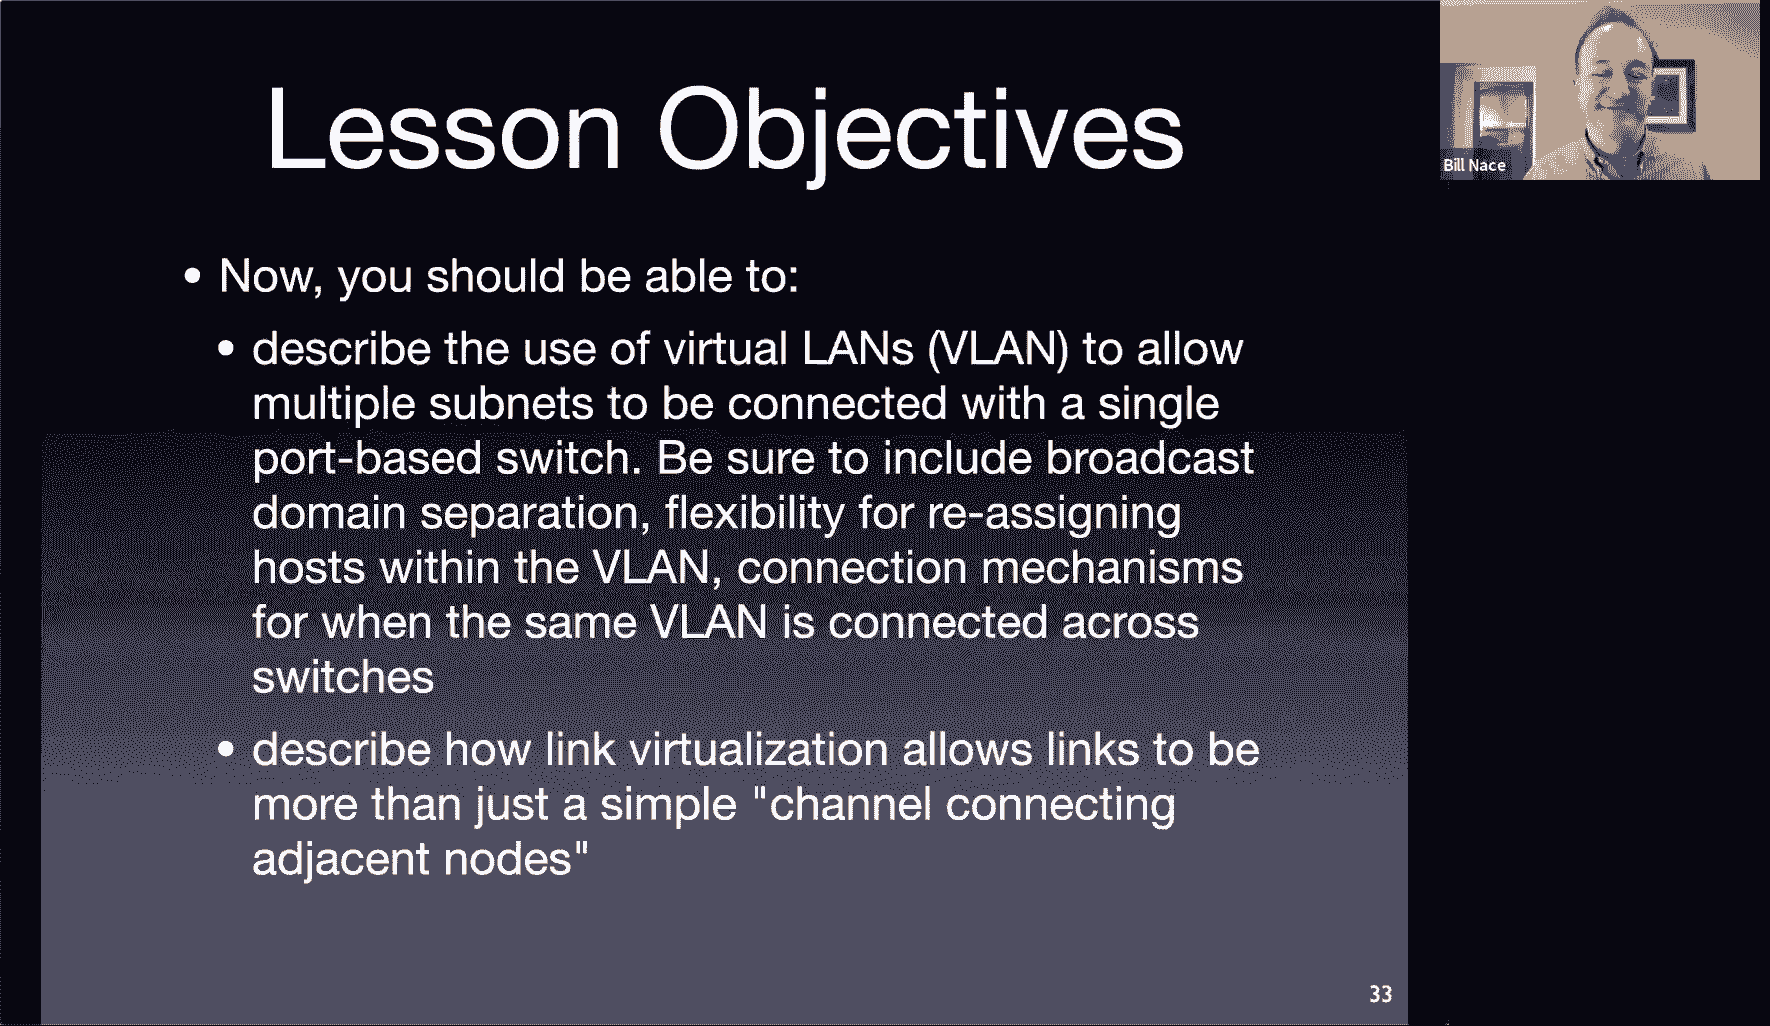 Lesson Objectives
Bill Nace
• Now, you should be able to:
• describe the use of virtual LANs (VLAN) to allow
multiple subnets to be connected with a single
port-based switch. Be sure to include broadcast
domain separation, flexibility for re-assigning
hosts within the VLAN, connection mechanisms
for when the same VLAN is connected across
switches
• describe how link virtualization allows links to be
more than just a simple "channel connecting
adjacent nodes"
33